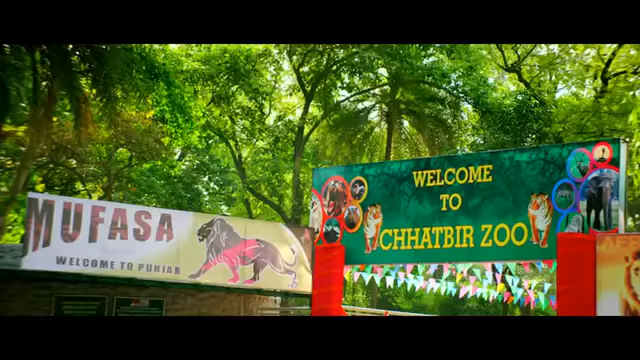 MUFASA
WELCOME TO PUNJAB
WELCOME
TO
CHHATBIR ZOO